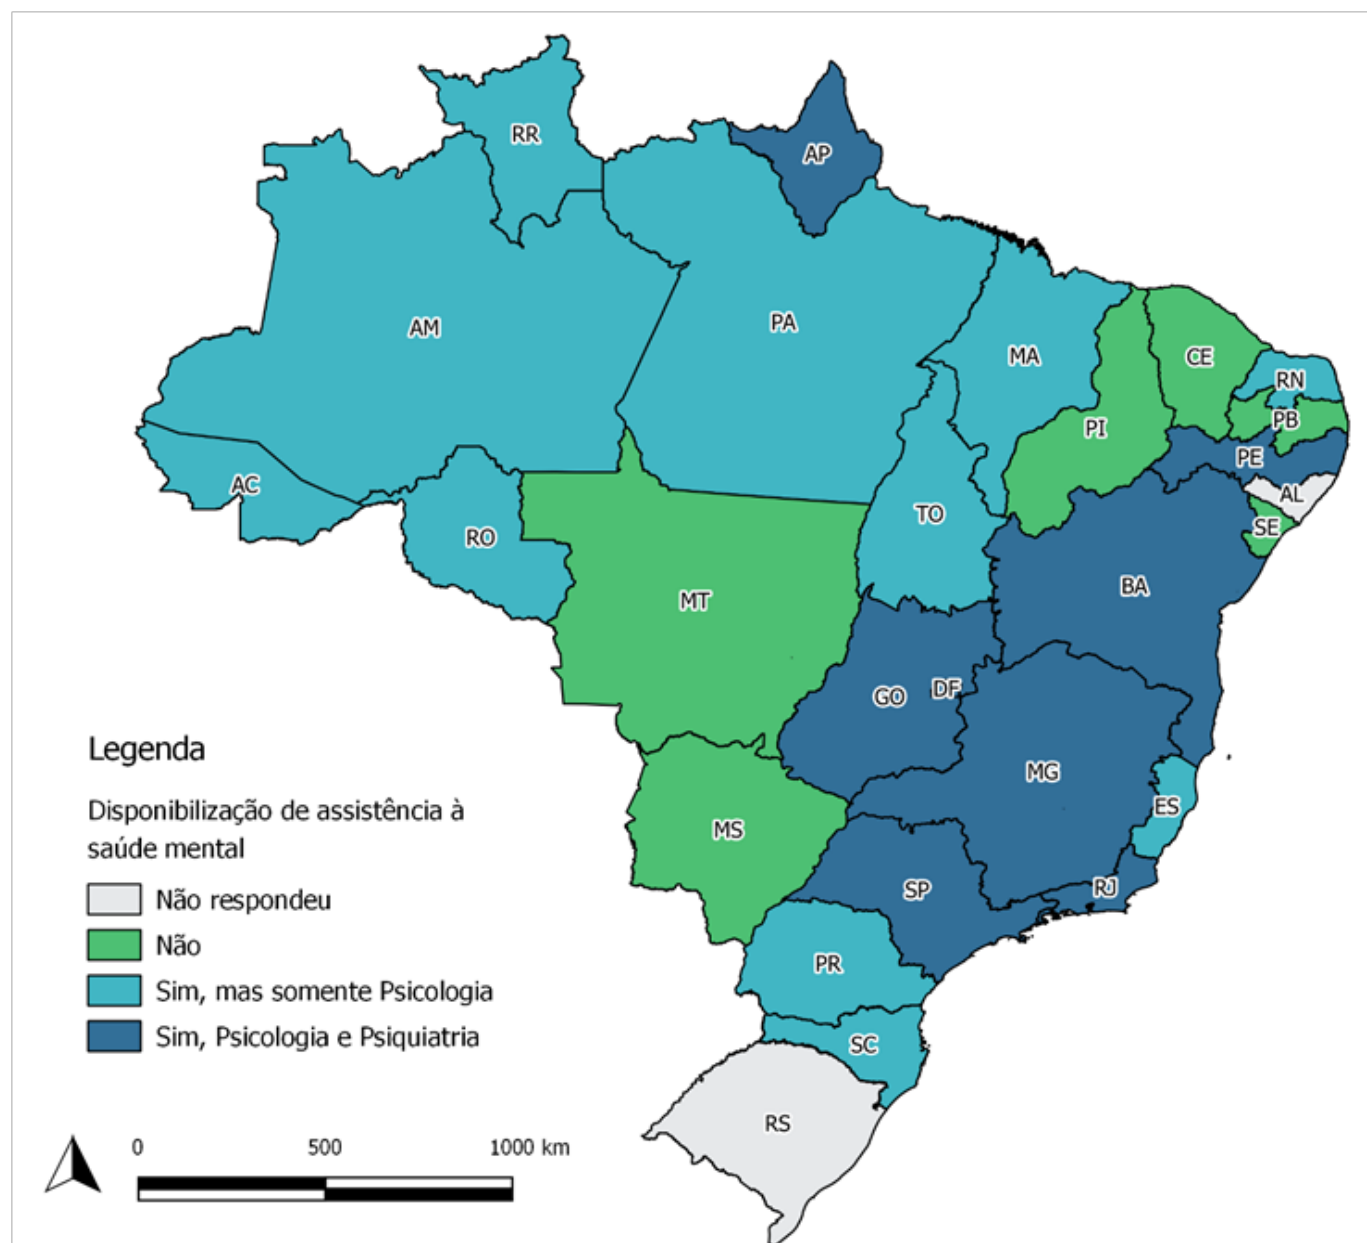 RR
AP
AM
PA
MA
CE
RN
PI
PB
PE
AC
AL
TO
SE
RO
BA
MT
GO
DF
MG
ES
MS
SP
RJ
PR
SC
RS
Legenda
Disponibilização de assistência à
saúde mental
Não respondeu
Não
Sim, mas somente Psicologia
Sim, Psicologia e Psiquiatria
0 500 1000 km